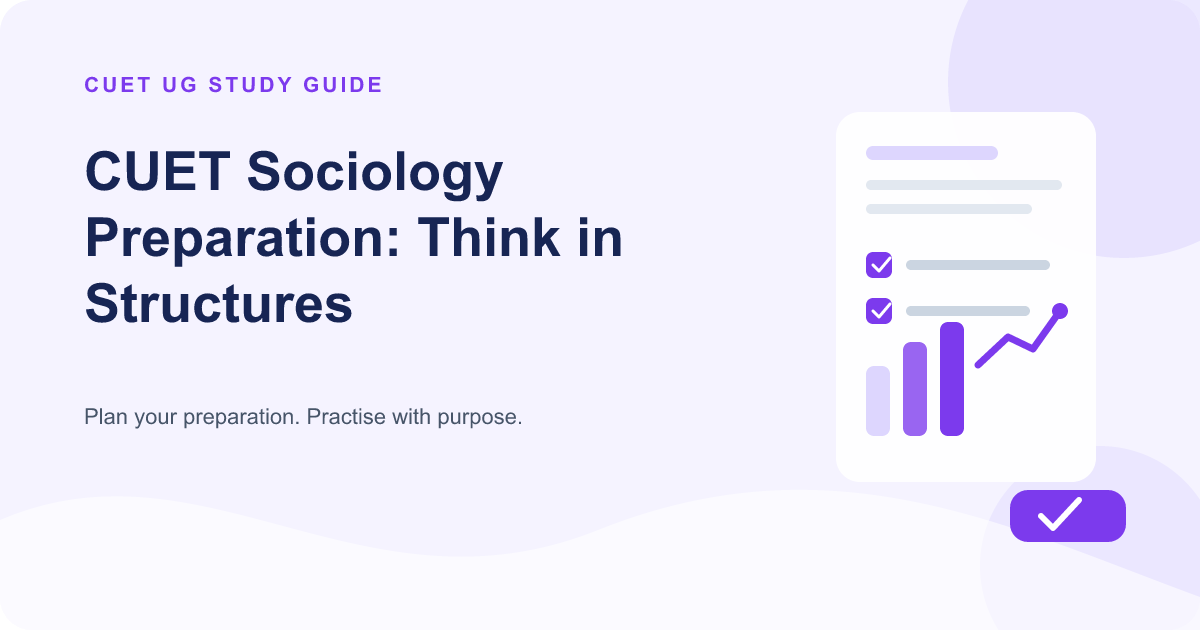 CUET UG STUDY GUIDE
CUET Sociology
Preparation: Think in
Structures
Plan your preparation. Practise with purpose.